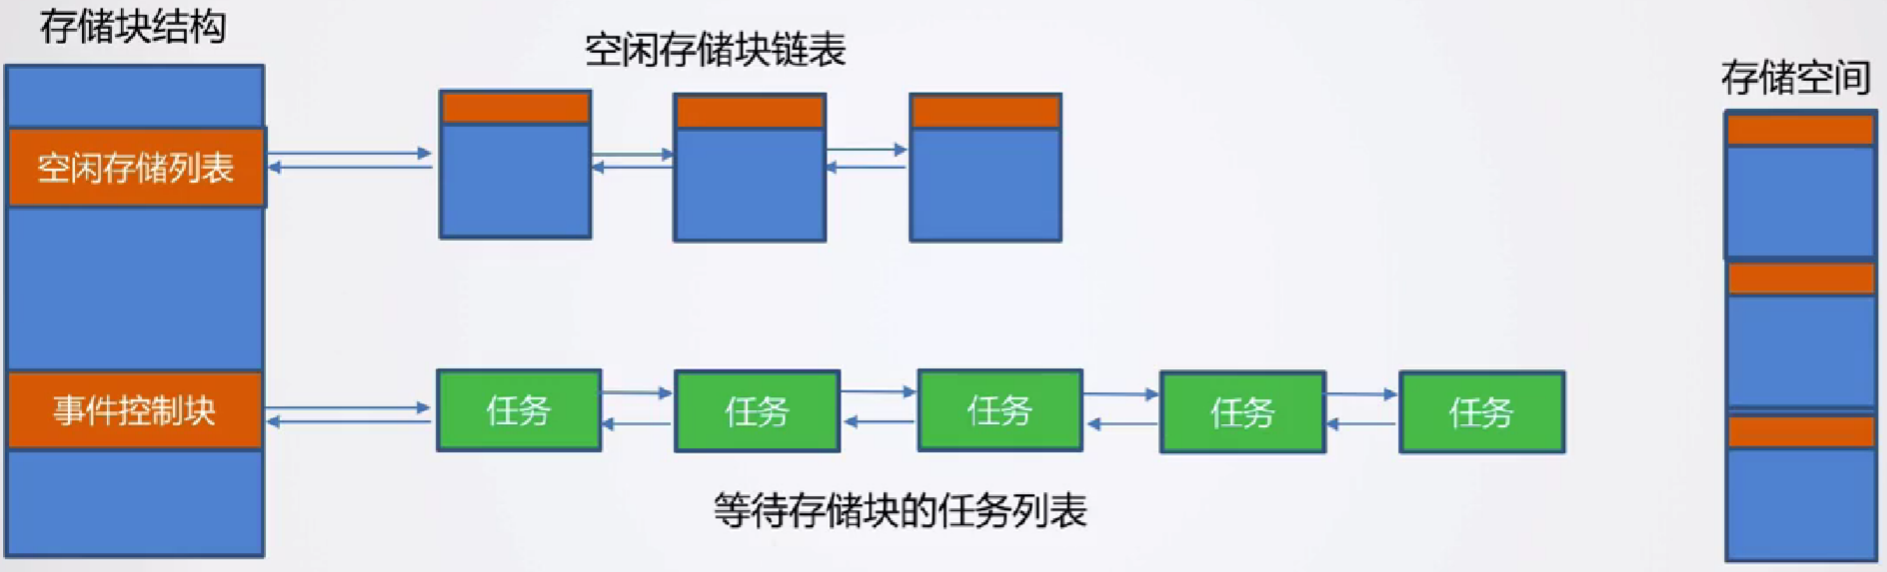 存储块结构
空闲存储块链表
存储空间
空闲存储列表
事件控制块
任务
任务
任务
任务
任务
等待存储块的任务列表